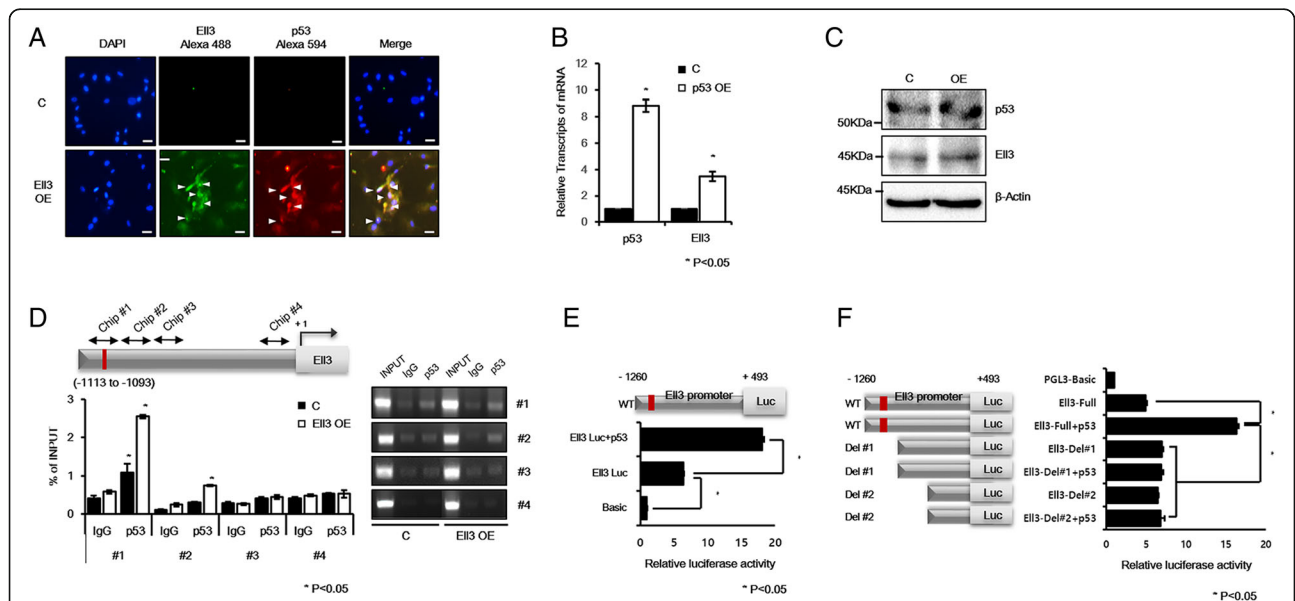 A
Ell3
Alexa 488
p53
Alexa 594
DAPI
Merge
C
Ell3
OE
B
Relative Transcripts of mRNA
14
12
10
8
6
4
2
0
C
p53 OE
*
*
p53
Ell3
* P<0.05
C
C
OE
50KDa
p53
45KDa
Ell3
45KDa
β-Actin
D
Chip #1
Chip #2
Chip #3
Chip #4
+ 1
Ell3
(-1113 to -1093)
% of INPUT
3
2
1
0
C
Ell3 OE
*
*
*
IgG
p53
IgG
p53
IgG
p53
IgG
p53
#1
#2
#3
#4
* P<0.05
INPUT
IgG
p53
INPUT
IgG
p53
#1
#2
#3
#4
C
Ell3 OE
E
- 1260
+ 493
WT
Ell3 promoter
Luc
Ell3 Luc+p53
Ell3 Luc
Basic
*
*
0
5
10
15
20
Relative luciferase activity
* P<0.05
F
- 1260
+493
WT
Ell3 promoter
Luc
WT
Luc
Del #1
Luc
Del #1
Luc
Del #2
Luc
Del #2
Luc
PGL3-Basic
Ell3-Full
Ell3-Full+p53
Ell3-Del#1
Ell3-Del#1+p53
Ell3-Del#2
Ell3-Del#2+p53
*
*
0
5
10
15
20
Relative luciferase activity
* P<0.05